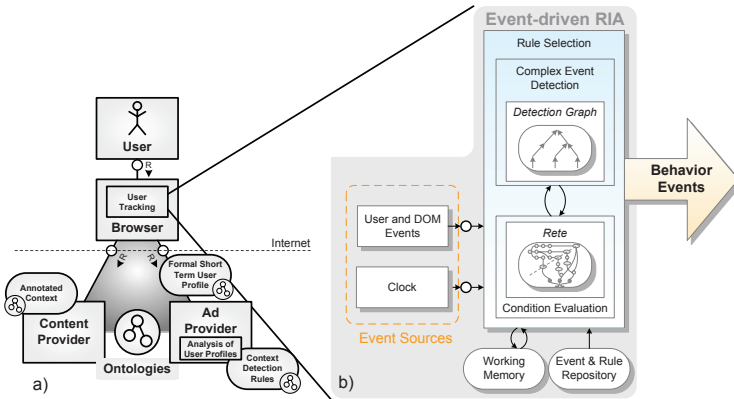 User
R
User
Tracking
Browser
Internet
R
R
Formal Short
Term User
Profile
Annotated
Context
Content
Provider
Ad
Provider
Analysis of
User Profiles
Ontologies
Context
Detection
Rules
a)
Event-driven RIA
Rule Selection
Complex Event
Detection
Detection Graph
User and DOM
Events
Clock
Event Sources
Rete
Condition Evaluation
Working
Memory
Event & Rule
Repository
Behavior
Events
b)